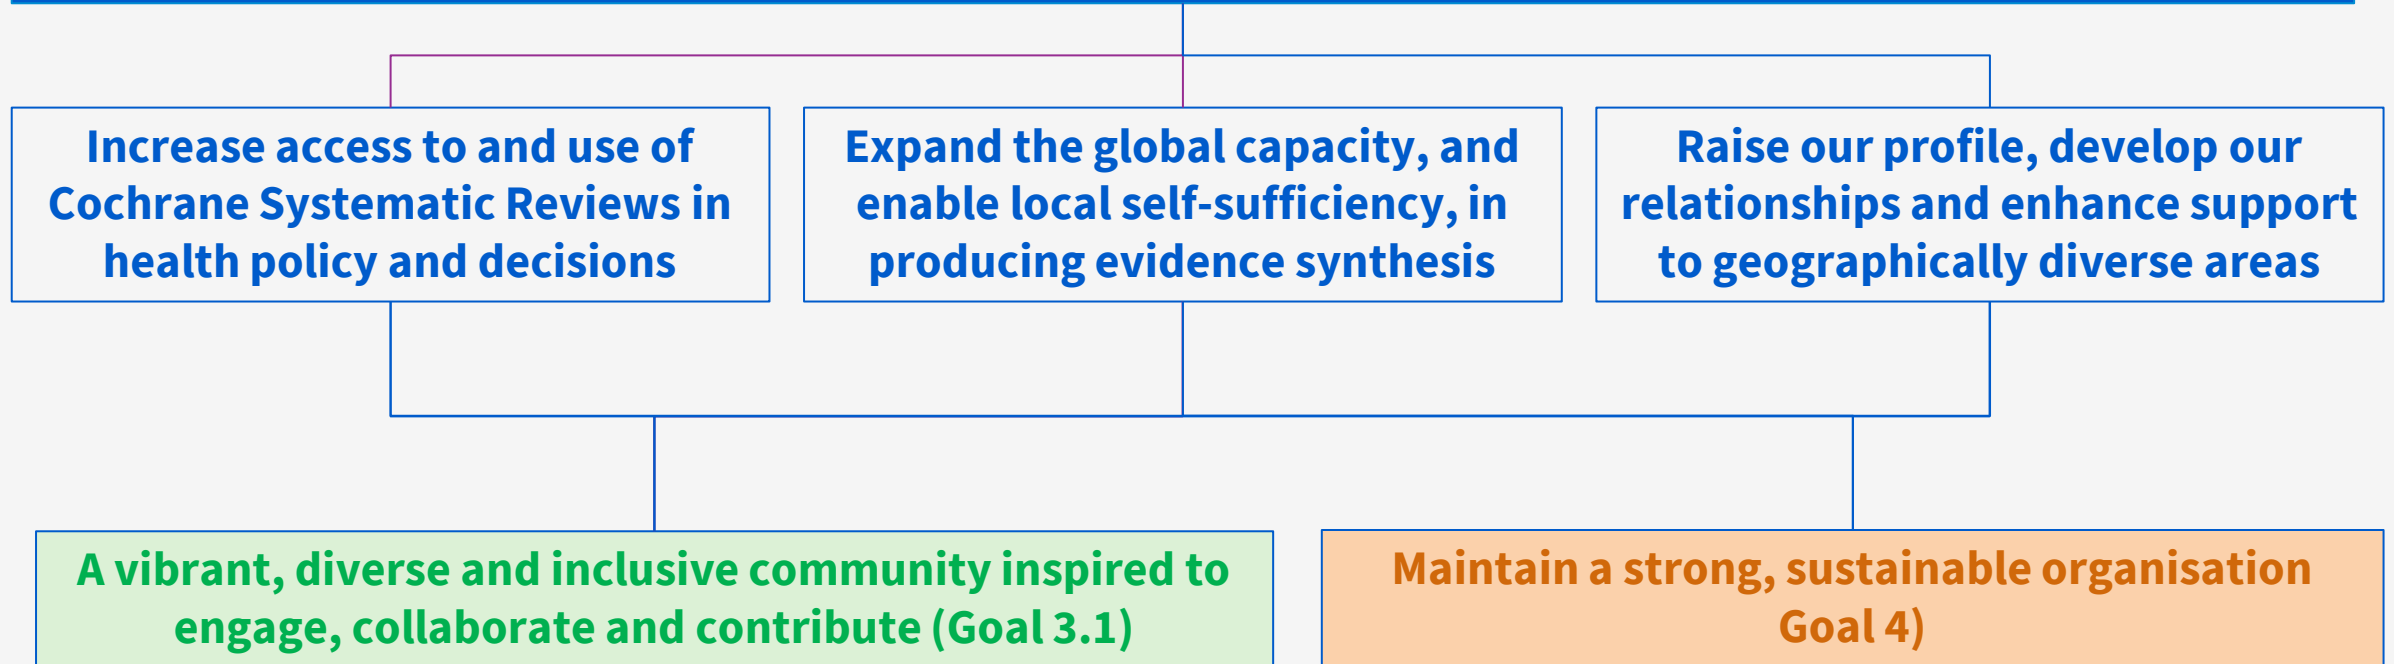 Increase access to and use of
Cochrane Systematic Reviews in
health policy and decisions
Expand the global capacity, and
enable local self-sufficiency, in
producing evidence synthesis
Raise our profile, develop our
relationships and enhance support
to geographically diverse areas
A vibrant, diverse and inclusive community inspired to
engage, collaborate and contribute (Goal 3.1)
Maintain a strong, sustainable organisation
Goal 4)